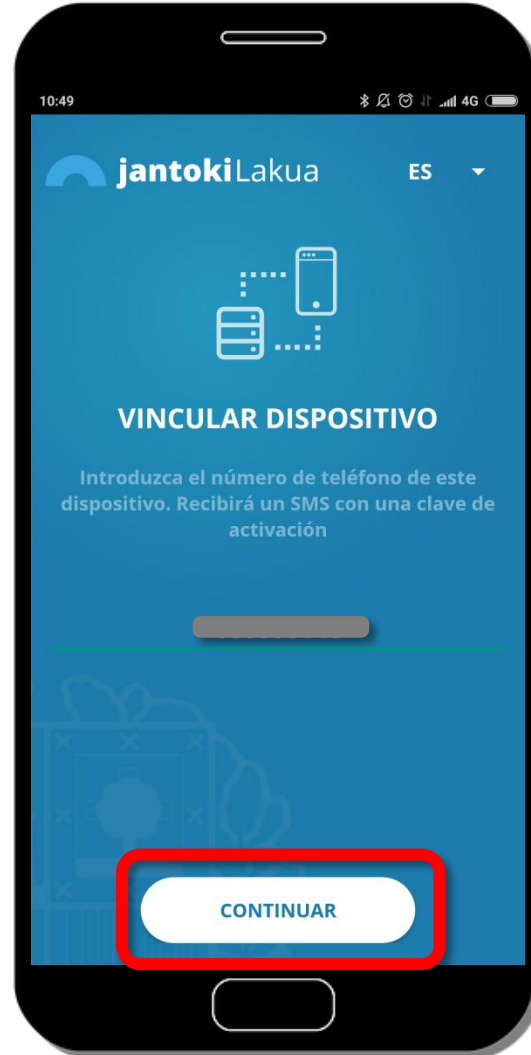 10:49 4G
jantokiLakua ES
VINCULAR DISPOSITIVO
Introduzca el número de teléfono de este
dispositivo. Recibirá un SMS con una clave de
activación
CONTINUAR